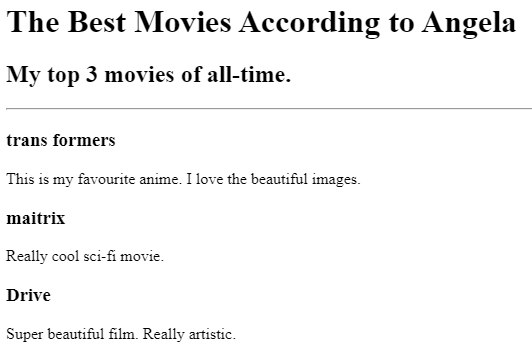 The Best Movies According to Angela
My top 3 movies of all-time.
trans formers
This is my favourite anime. I love the beautiful images.
maitrix
Really cool sci-fi movie.
Drive
Super beautiful film. Really artistic.